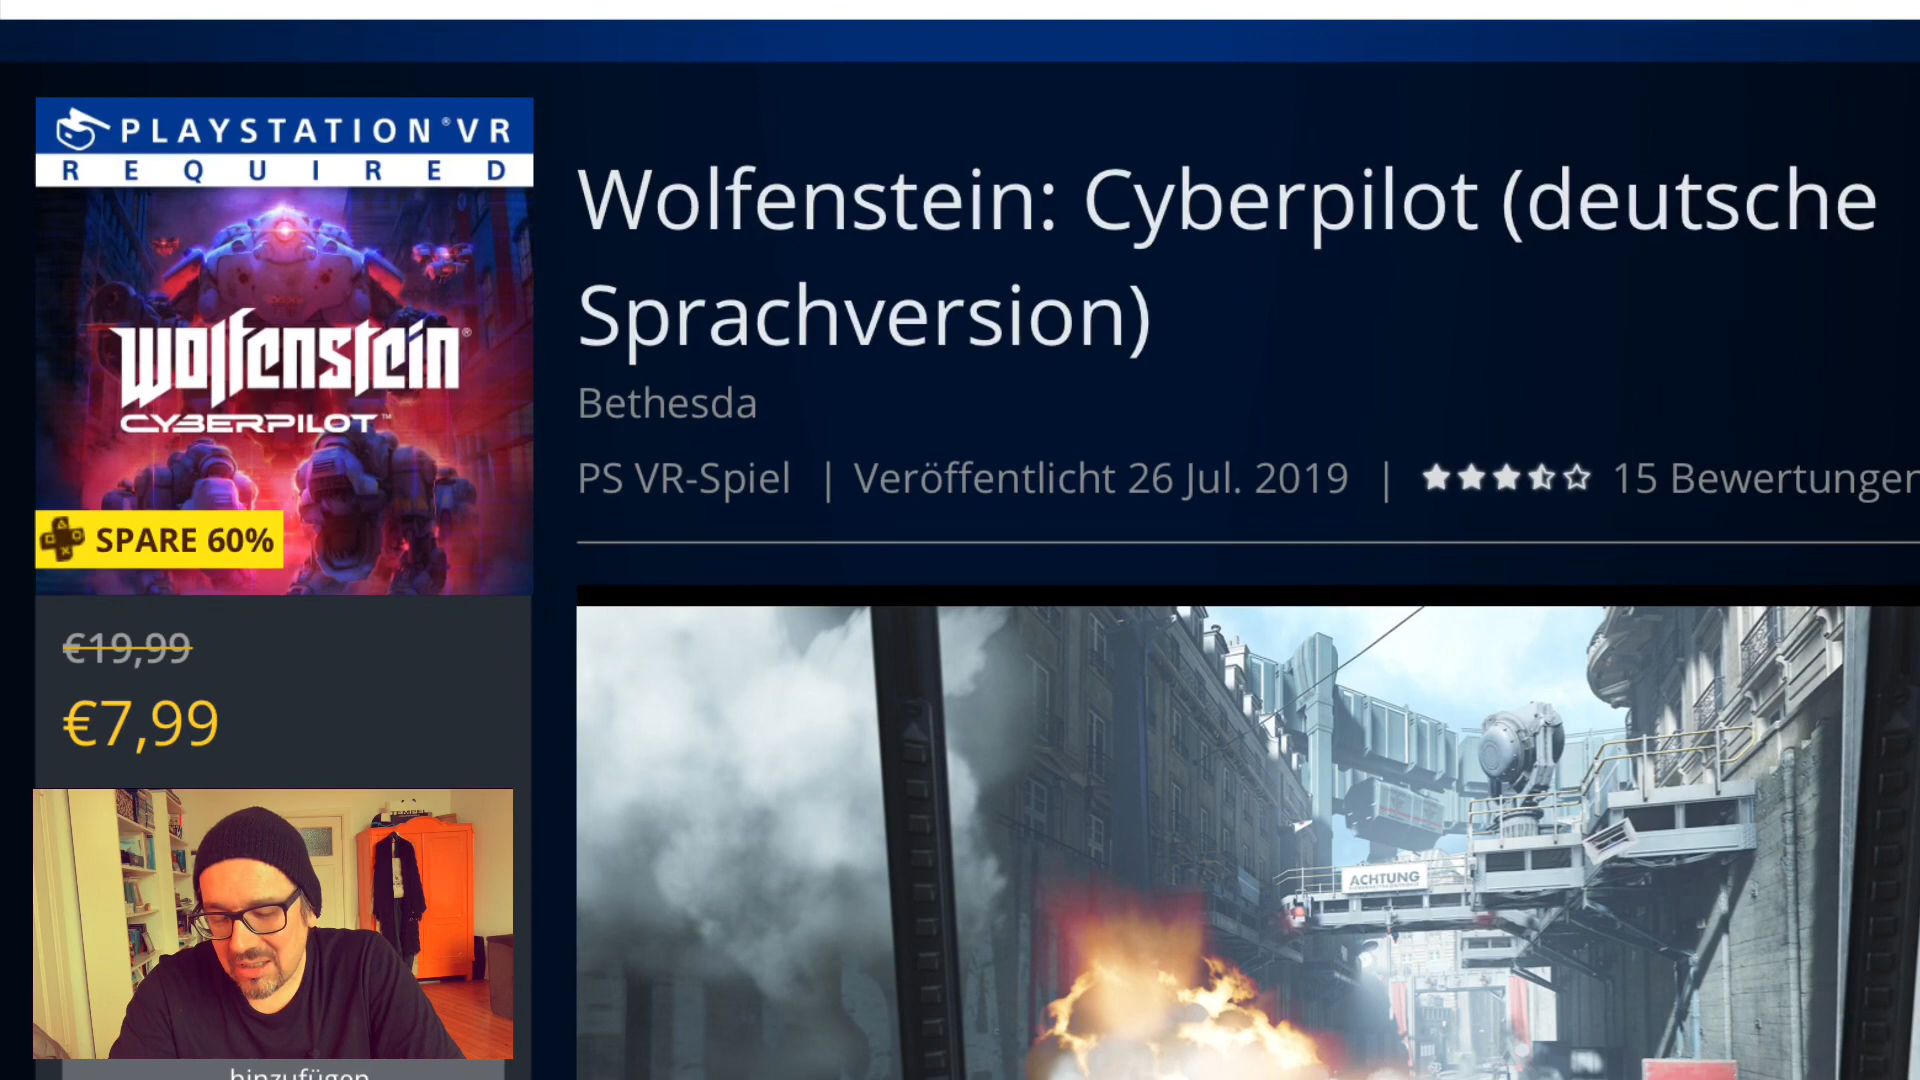 PLAYSTATION®VR
REQUIRED
wolfenstein®
CYBERPILOT™
SPARE 60%
€19,99
€7,99
Wolfenstein: Cyberpilot (deutsche
Sprachversion)
Bethesda
PS VR-Spiel | Veröffentlicht 26 Jul. 2019 | 15 Bewertungen
ACHTUNG
hinzufügen